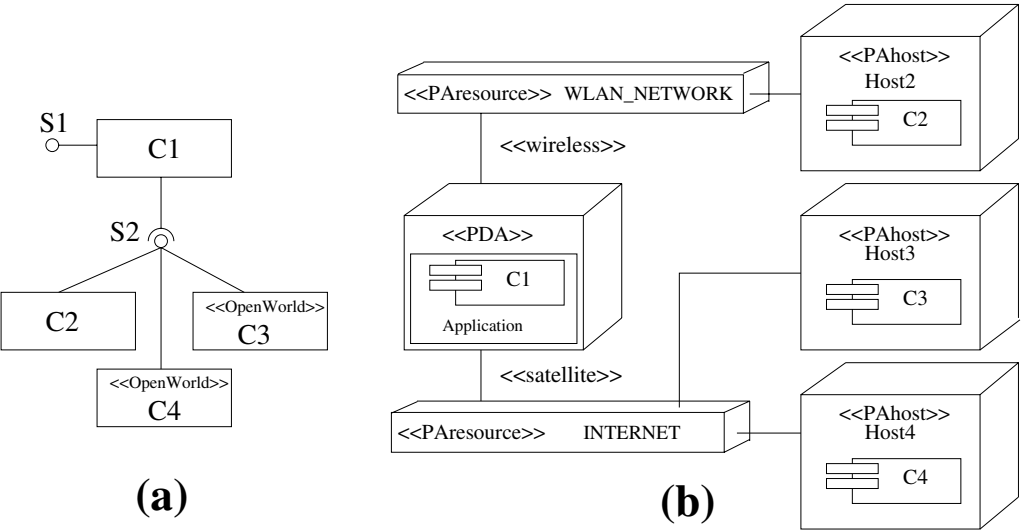 S1
C1
S2
C2
<<OpenWorld>>
C3
<<OpenWorld>>
C4
(a)
<<PAresource>> WLAN_NETWORK
<<wireless>>
<<PDA>>
C1
Application
<<satellite>>
<<PAresource>> INTERNET
<<PAhost>>
Host2
C2
<<PAhost>>
Host3
C3
<<PAhost>>
Host4
C4
(b)